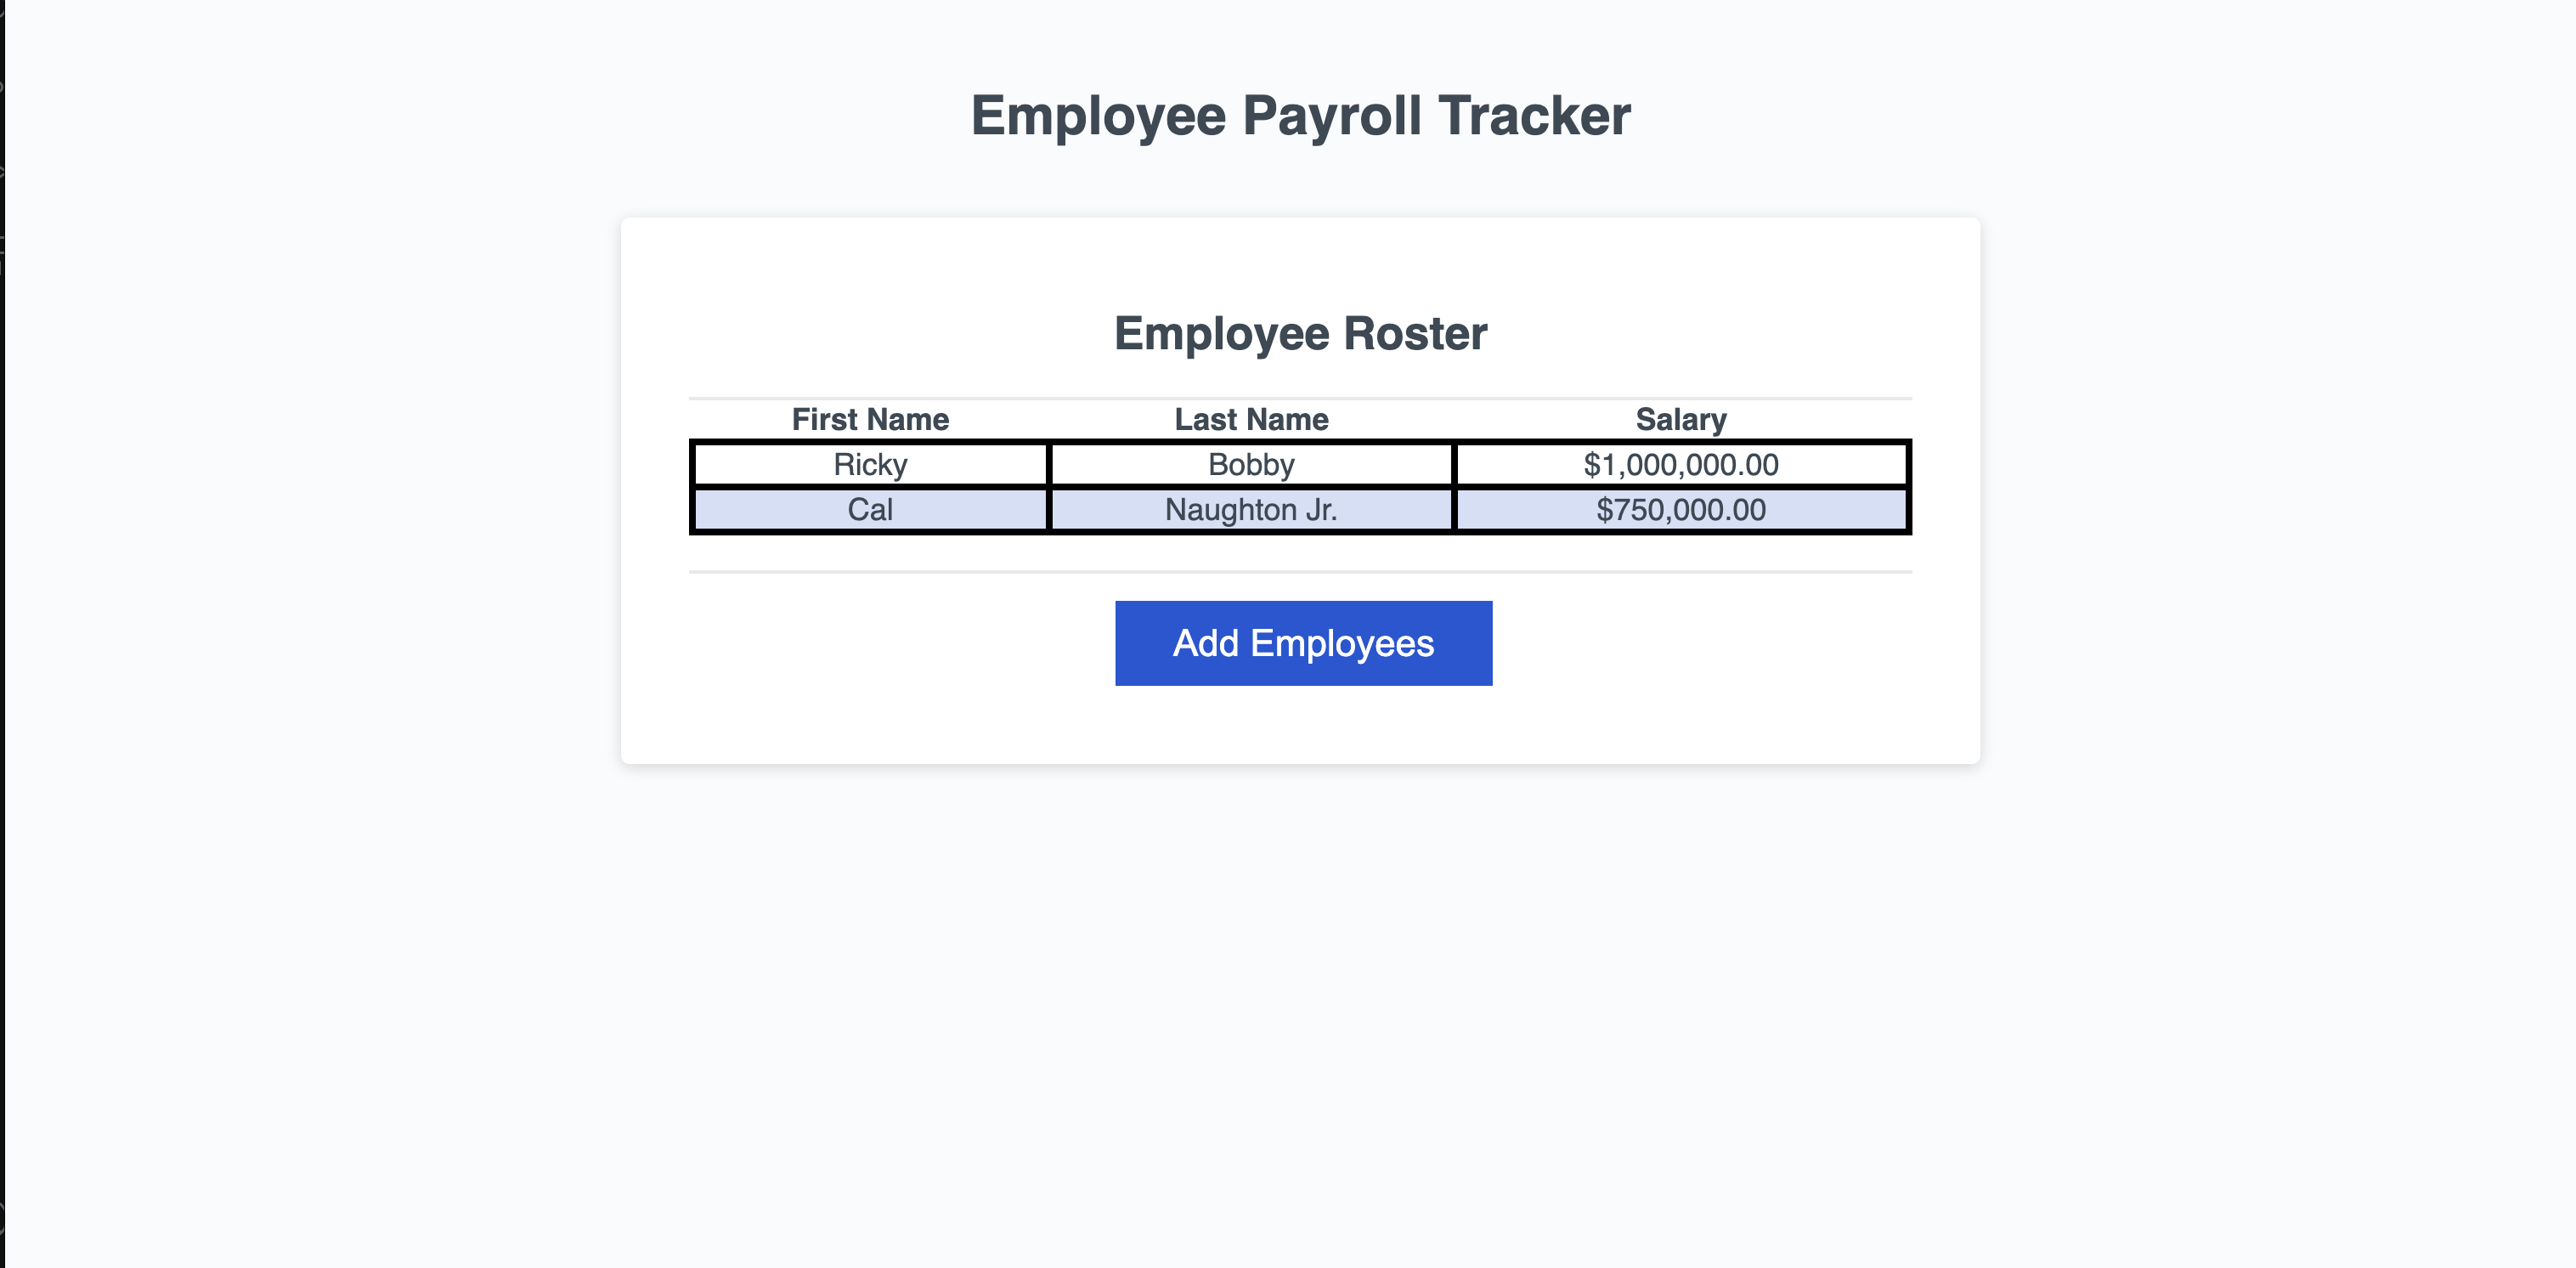 Employee Payroll Tracker
Employee Roster
First Name Last Name Salary
Ricky Bobby $1,000,000.00
Cal Naughton Jr. $750,000.00
Add Employees